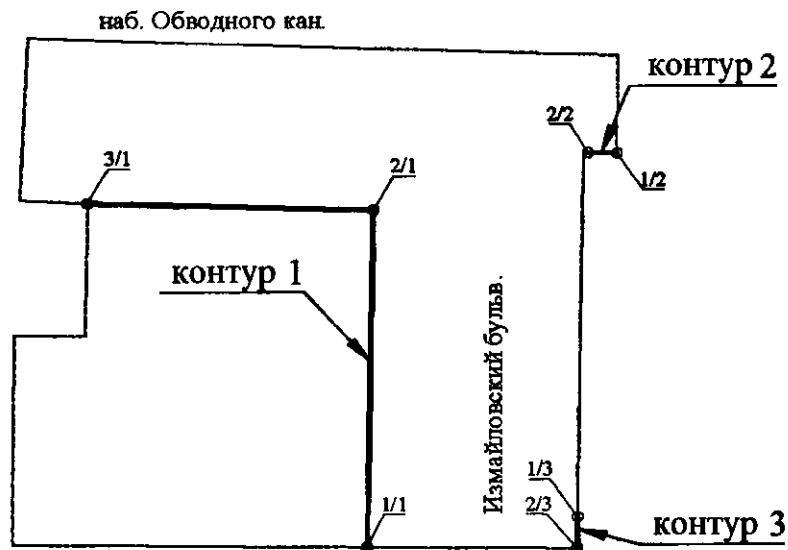 наб. Обводного кан.
контур 2
2/2
1/2
3/1
2/1
контур 1
Измайловский бульв.
1/3
2/3
1/1
контур 3